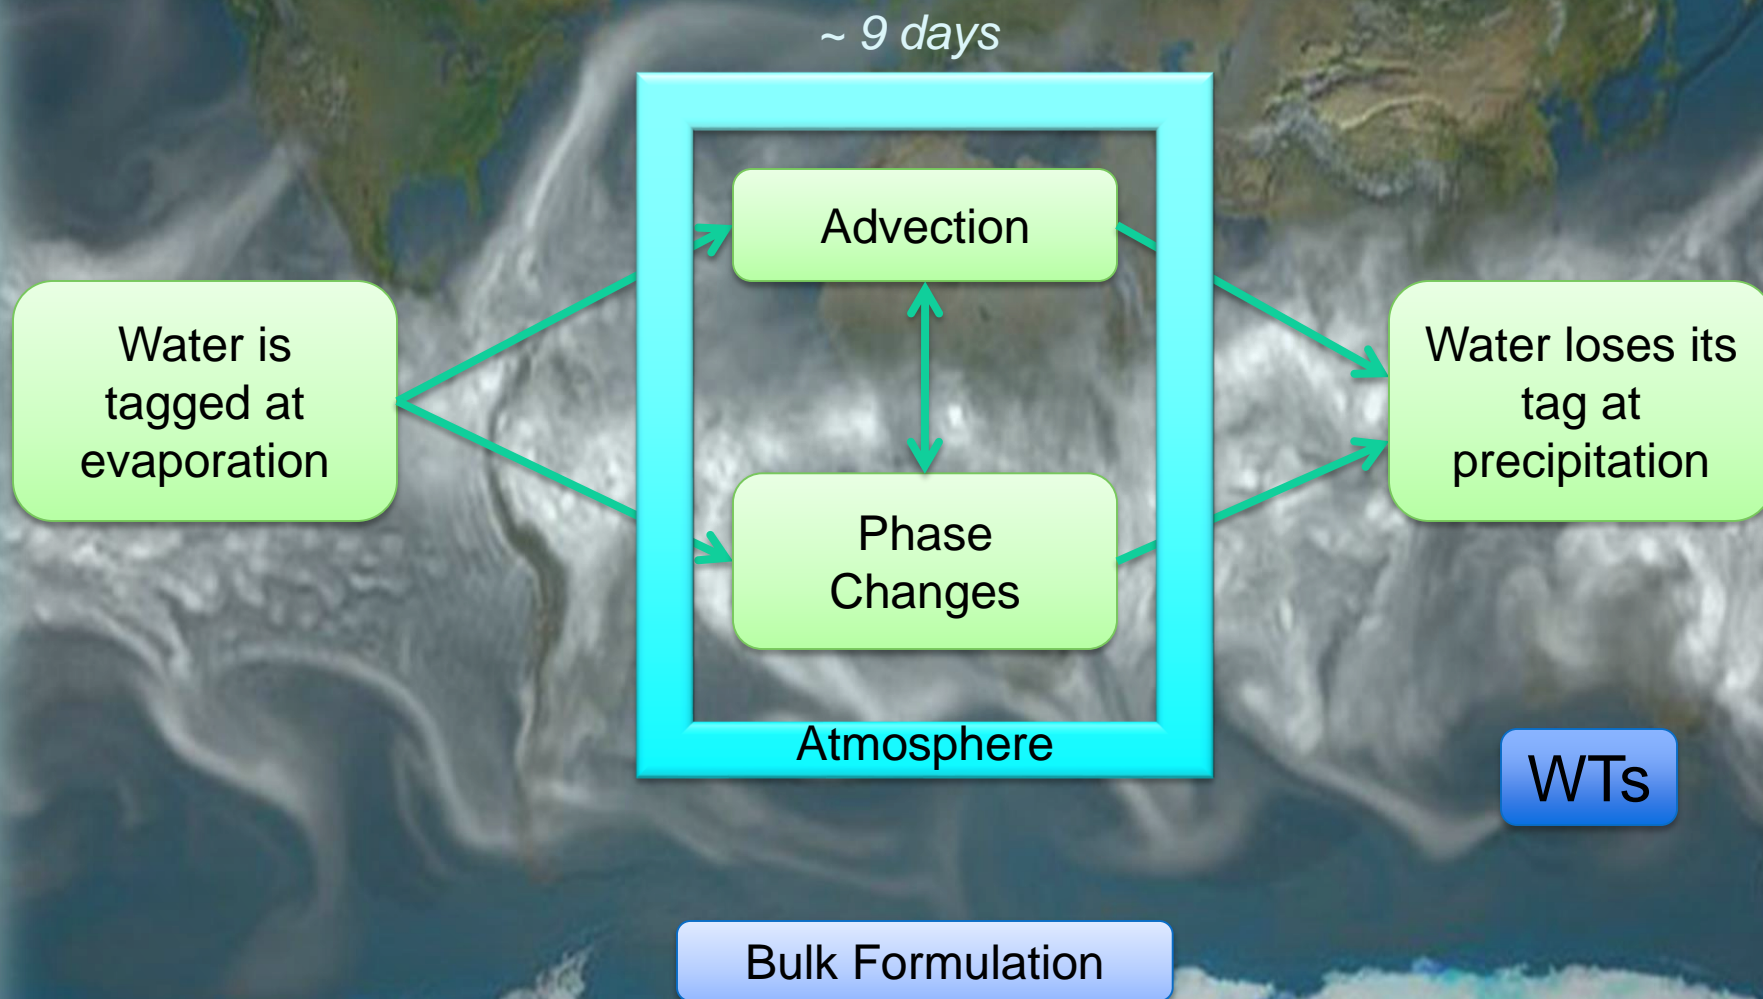 ~ 9 days
Advection
Water is
tagged at
evaporation
Water loses its
tag at
precipitation
Phase
Changes
Atmosphere
WTs
Bulk Formulation